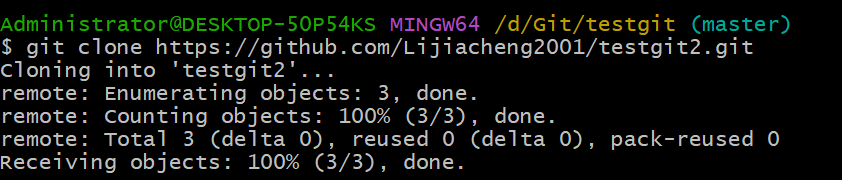 Administrator@DESKTOP-5OP54KS MINGW64 /d/Git/testgit (master)
$ git clone https://github.com/Lijiacheng2001/testgit2.git
Cloning into 'testgit2'...
remote: Enumerating objects: 3, done.
remote: Counting objects: 100% (3/3), done.
remote: Total 3 (delta 0), reused 0 (delta 0), pack-reused 0
Receiving objects: 100% (3/3), done.